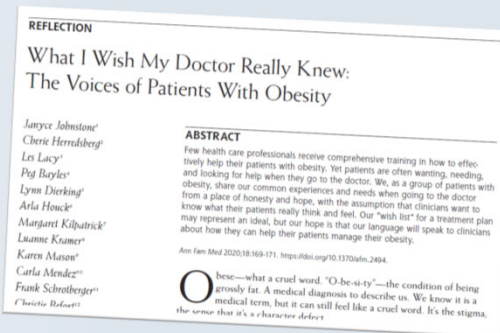 REFLECTION
What I Wish My Doctor Really Knew:
The Voices of Patients With Obesity
Janyce Johnstone
Cherie Herredsberg
Les Lacy
Peg Bayles
Lynn Dierking
Arla Houck
Margaret Kilpatrick
Luanne Kramer
Karen Mason
Carla Mendez
Frank Schrotberger
Christie
ABSTRACT
Few health care professionals receive comprehensive training in how to effec-
tively help their patients with obesity. Yet patients are often wanting, needing,
and looking for help when they go to the doctor. We, as a group of patients with
obesity, share our common experiences and needs when going to the doctor
from a place of honesty and hope, with the assumption that clinicians want to
know what their patients really think and feel. Our “wish list” for a treatment plan
may represent an ideal, but our hope is that our language will speak to clinicians
about how they can help their patients manage their obesity.
Ann Fam Med 2020;18:169-171. https://doi.org/10.1370/afm.2494.
Obese—what a cruel word. “O-be-si-ty”—the condition of being
grossly fat. A medical diagnosis to describe us. We know it is a
medical term, but it can still feel like a cruel word. It’s the stigma,
the sense that it’s a character defect